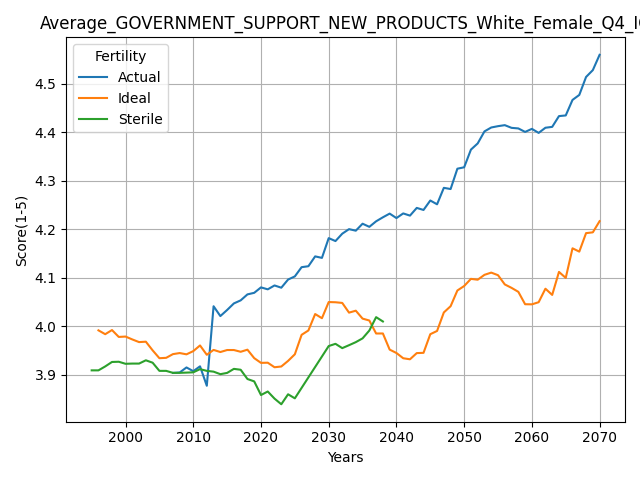 Average_GOVERNMENT_SUPPORT_NEW_PRODUCTS_White_Female_Q4_I
Fertility
Actual
Ideal
Sterile
Score(1-5)
4.5
4.4
4.3
4.2
4.1
4.0
3.9
2000 2010 2020 2030 2040 2050 2060 2070
Years